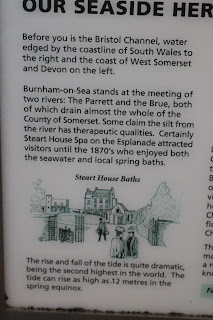 OUR SEASIDE HER
Before you is the Bristol Channel, water
edged by the coastline of South Wales to
the right and the coast of West Somerset
and Devon on the left.
Burnham-on-Sea stands at the meeting of
two rivers: The Parrett and the Brue, both
of which drain almost the whole of the
County of Somerset. Some claim the silt from
the river has therapeutic qualities. Certainly
Steart House Spa on the Esplanade attracted
visitors until the 1870's who enjoyed both
the seawater and local spring baths.
Steart House Baths
The rise and fall of the tide is quite dramatic,
being the second highest in the world. The
tide can rise as high as.12 metres in the
spring equinox.